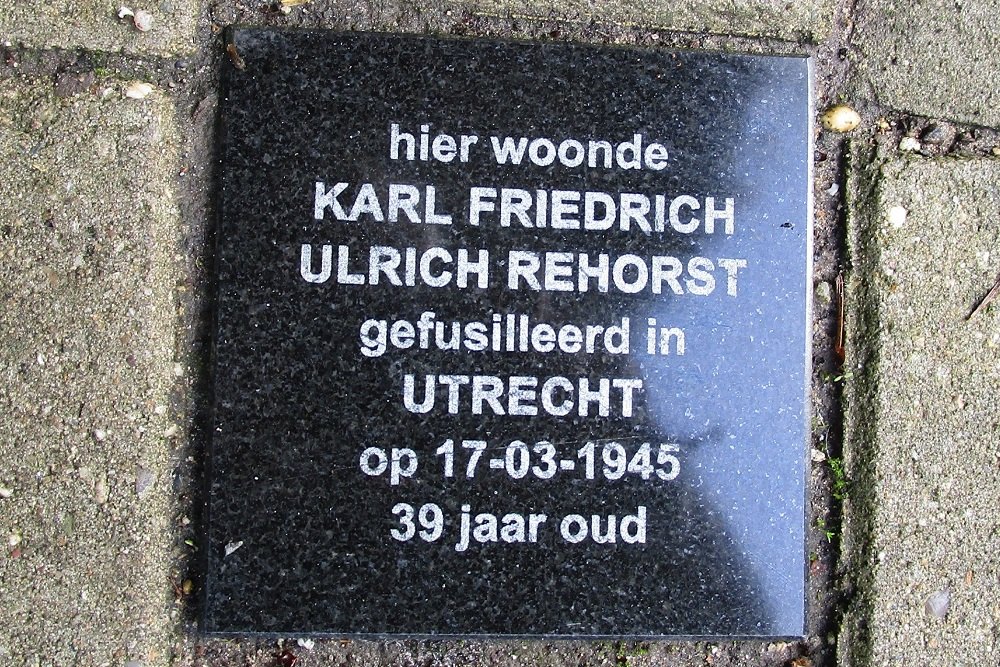 hier woonde
KARL FRIEDRICH
ULRICH REHORST
gefusilleerd in
UTRECHT
op 17-03-1945
39 jaar oud